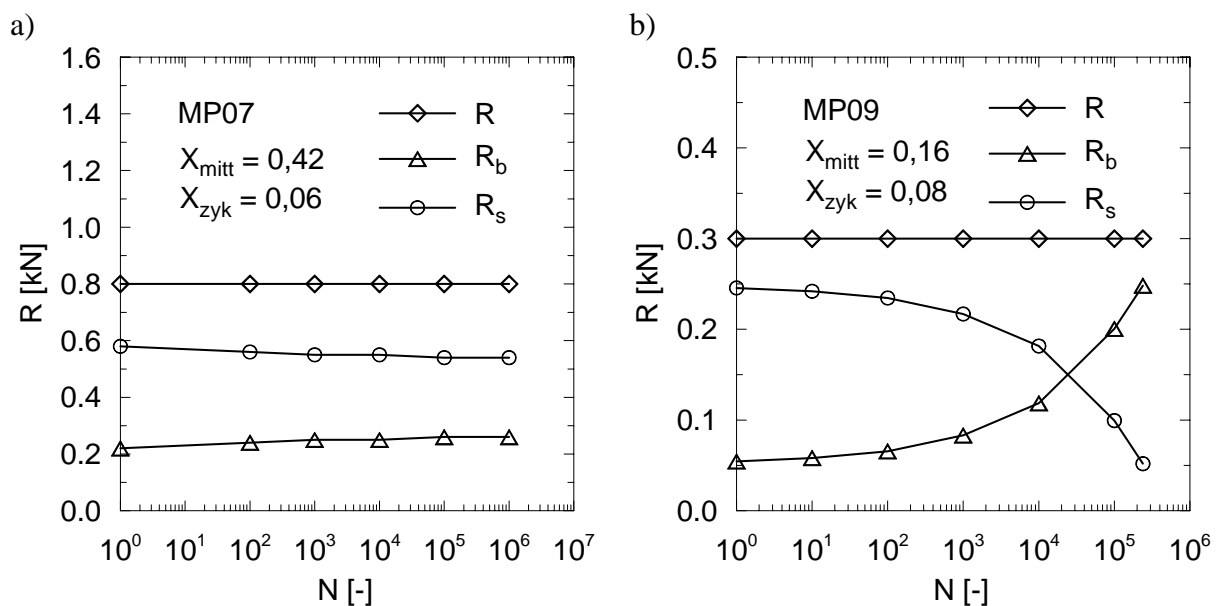 a)
1.6
1.4
1.2
1.0
0.8
0.6
0.4
0.2
0.0
R [kN]
MP07
X_mitt = 0,42
X_zyk = 0,06
R
R_b
R_s
10^0 10^1 10^2 10^3 10^4 10^5 10^6 10^7
N [-]
b)
0.5
0.4
0.3
0.2
0.1
0.0
R [kN]
MP09
X_mitt = 0,16
X_zyk = 0,08
R
R_b
R_s
10^0 10^1 10^2 10^3 10^4 10^5 10^6
N [-]